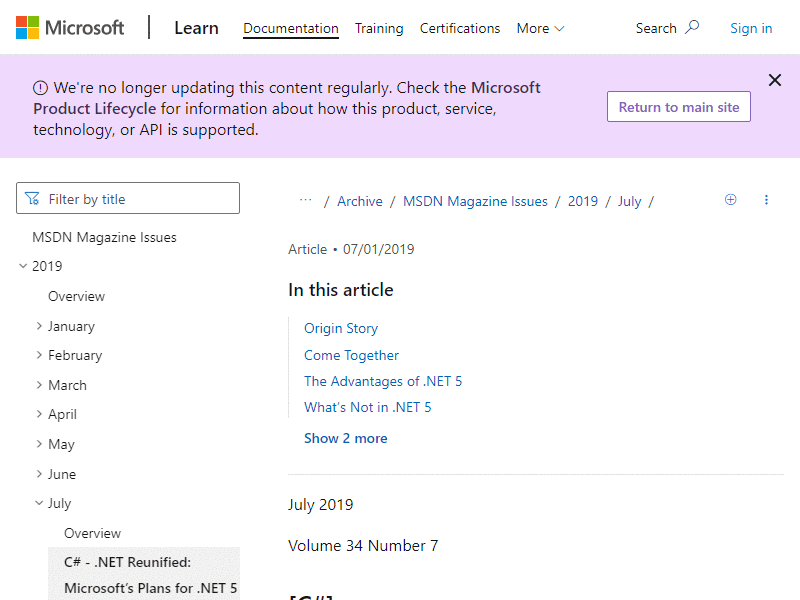 Microsoft | Learn Documentation Training Certifications More Search Sign in
We're no longer updating this content regularly. Check the Microsoft
Product Lifecycle for information about how this product, service,
technology, or API is supported.
Return to main site
Filter by title
MSDN Magazine Issues
2019
Overview
January
February
March
April
May
June
July
Overview
C# - .NET Reunified:
Microsoft's Plans for .NET 5
... / Archive / MSDN Magazine Issues / 2019 / July /
Article • 07/01/2019
In this article
Origin Story
Come Together
The Advantages of .NET 5
What's Not in .NET 5
Show 2 more
July 2019
Volume 34 Number 7
[C#]